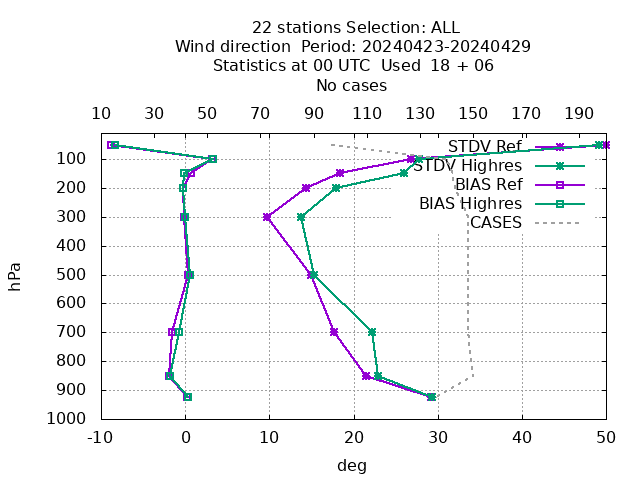 22 stations Selection: ALL
Wind direction  Period: 20240423-20240429
Statistics at 00 UTC  Used  18 + 06
No cases
10 30 50 70 90 110 130 150 170 190
STDV Ref
STDV Highres
BIAS Ref
BIAS Highres
CASES
100
200
300
400
500
600
700
800
900
1000
hPa
-10 0 10 20 30 40 50
deg